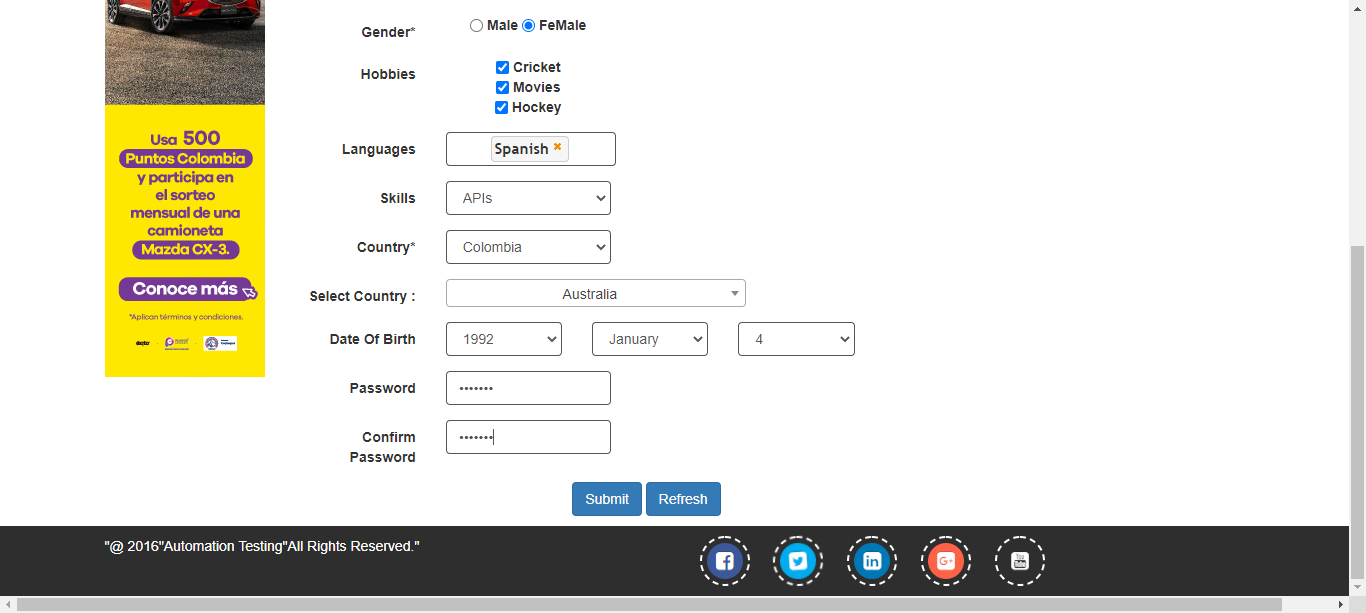 Gender*
Male FeMale
Hobbies
Cricket
Movies
Hockey
Languages
Spanish
Skills
APIs
Country*
Colombia
Select Country :
Australia
Date Of Birth
1992 January 4
Password
•••••••
Confirm
Password
•••••••
Submit Refresh
Usa 500
Puntos Colombia
y participa en
el sorteo
mensual de una
camioneta
Mazda CX-3.
Conoce más
*Aplican términos y condiciones.
"@ 2016"Automation Testing"All Rights Reserved."